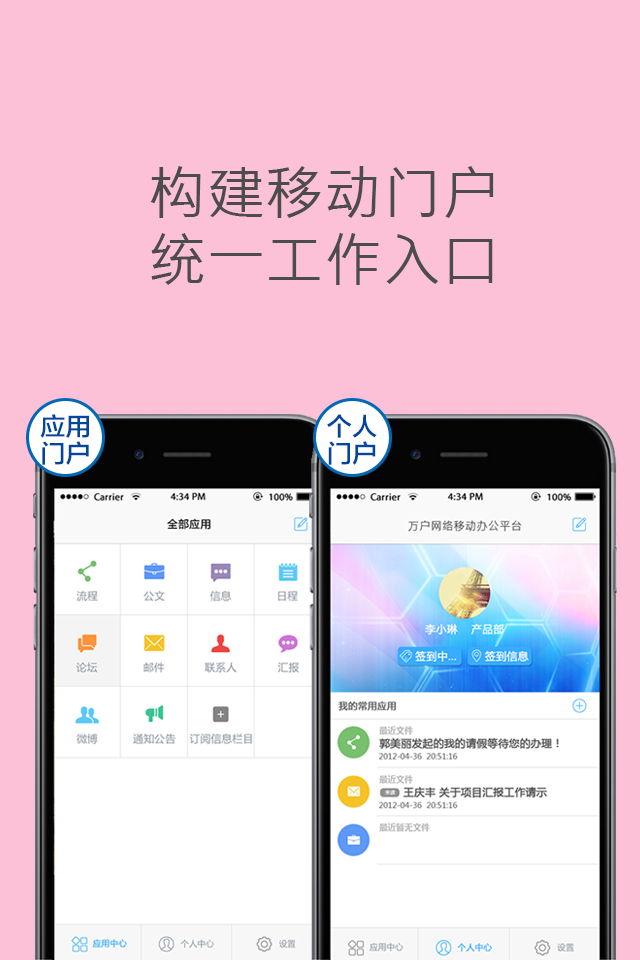 构建移动门户
统一工作入口
应用
门户
Carrier
4:34 PM
100%
全部应用
流程
公文
信息
日程
论坛
邮件
联系人
汇报
微博
通知公告
订阅信息栏目
应用中心
个人中心
设置
个人
门户
Carrier
4:34 PM
100%
万户网络移动办公平台
李小琳 产品部
签到中...
签到信息
我的常用应用
最近文件
郭美丽发起的我的请假等待您的办理！
2012-04-36 20:51:16
最近文件
王庆丰 关于项目汇报工作请示
2012-04-36 20:51:16
最近暂无文件
应用中心
个人中心
设置